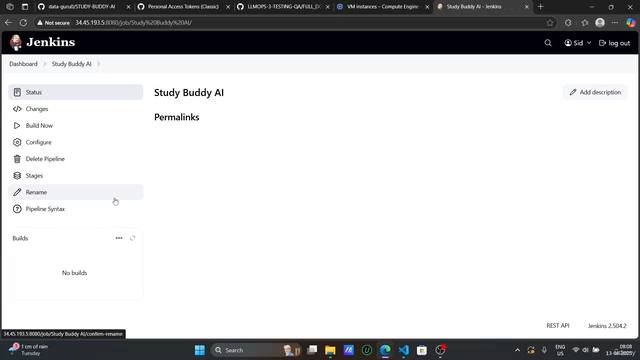 data-guru0/STUDY-BUDDY-AI
Personal Access Tokens (Classic)
LLMOPS-3-TESTING-QA/FULL_DO
VM instances – Compute Engine
Study Buddy AI - Jenkins
Not secure
34.45.193.5:8080/job/Study%20Buddy%20AI/
Jenkins
Sid
log out
Dashboard
Study Buddy AI
Status
Changes
Build Now
Configure
Delete Pipeline
Stages
Rename
Pipeline Syntax
Builds
No builds
Study Buddy AI
Add description
Permalinks
REST API
Jenkins 2.504.2
34.45.193.5:8080/job/Study Buddy AI/confirm-rename
1 cm of rain
Tuesday
Search
ENG
US